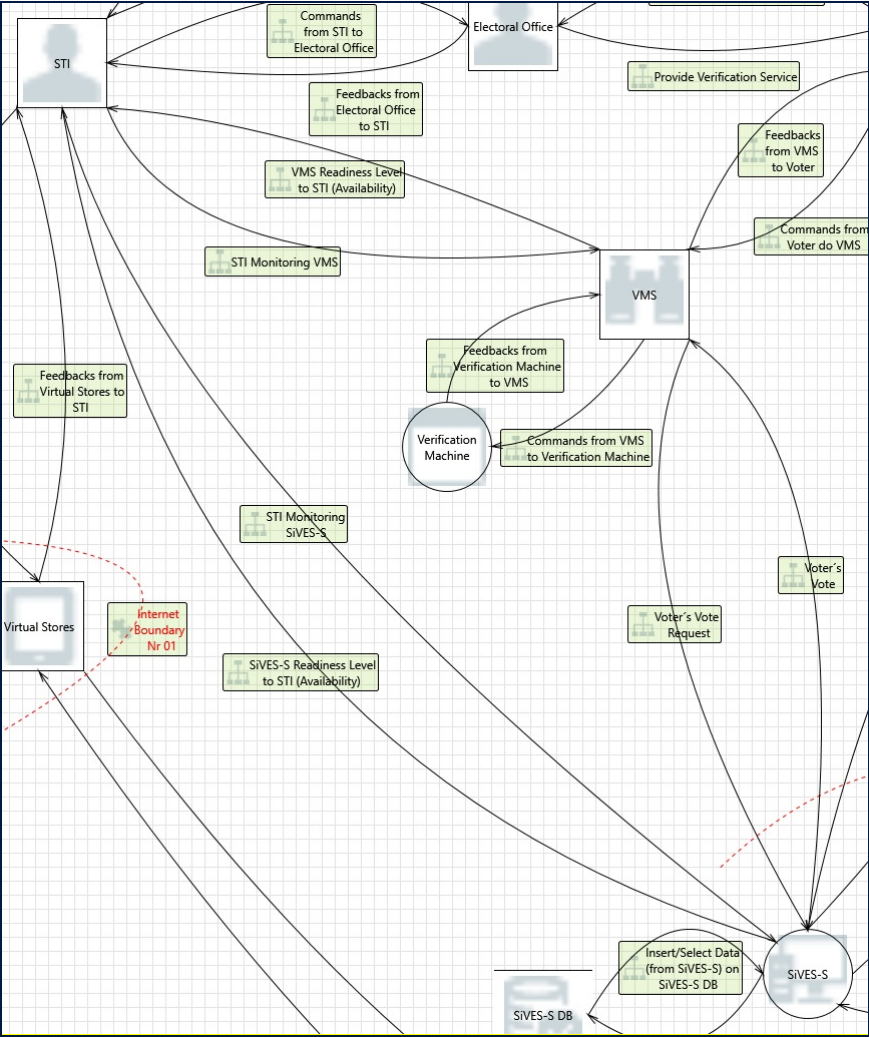 Commands
from STI to
Electoral Office
Electoral Office
STI
Provide Verification Service
Feedbacks from
Electoral Office
to STI
Feedbacks
from VMS
to Voter
VMS Readiness Level
to STI (Availability)
Commands from
Voter do VMS
STI Monitoring VMS
VMS
Feedbacks from
Verification Machine
to VMS
Feedbacks from
Virtual Stores to
STI
Verification
Machine
Commands from VMS
to Verification Machine
STI Monitoring
SiVES-S
Voter´s
Vote
Internet
Boundary
Nr 01
Virtual Stores
Voter´s Vote
Request
SiVES-S Readiness Level
to STI (Availability)
Insert/Select Data
(from SiVES-S) on
SiVES-S DB
SiVES-S
SiVES-S DB